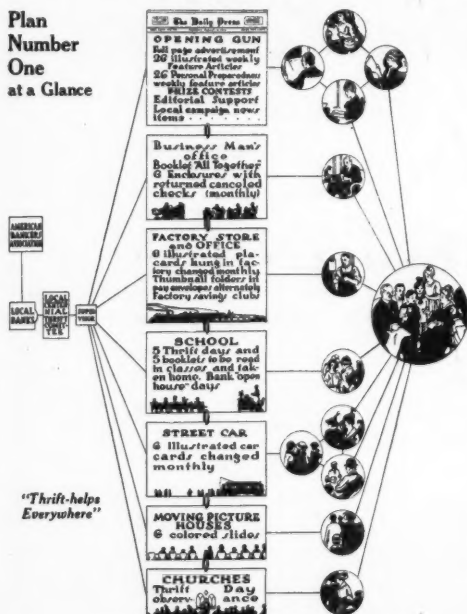 Plan
Number
One
at a Glance
The Daily Press
OPENING GUN
Full page advertisement
26 illustrated weekly
Feature Articles
26 Personal Preparedness
weekly feature articles
PRIZE CONTESTS
Editorial Support
Local campaign news
items
Business Man's
office
Booklet "All Together"
6 Enclosures with
returned canceled
checks (monthly)
FACTORY STORE
and OFFICE
6 illustrated pla-
cards hung in fac-
tory changed monthly
Thumbnail folders in
pay envelopes alternately
Factory savings clubs
AMERICAN
BANKERS
ASSOCIATION
LOCAL
BANKS
LOCAL
NIAL
THRIFT
COMIT-
TEE
SUPER
VISOR
SCHOOL
5 Thrift days and
5 booklets to be read
in classes and tak-
en home. Bank "open
house" days
STREET CAR
6 Illustrated car
cards changed
monthly
"Thrift-helps
Everywhere"
MOVING PICTURE
HOUSES
6 colored slides
CHURCHES
Thrift Day
observ- ance